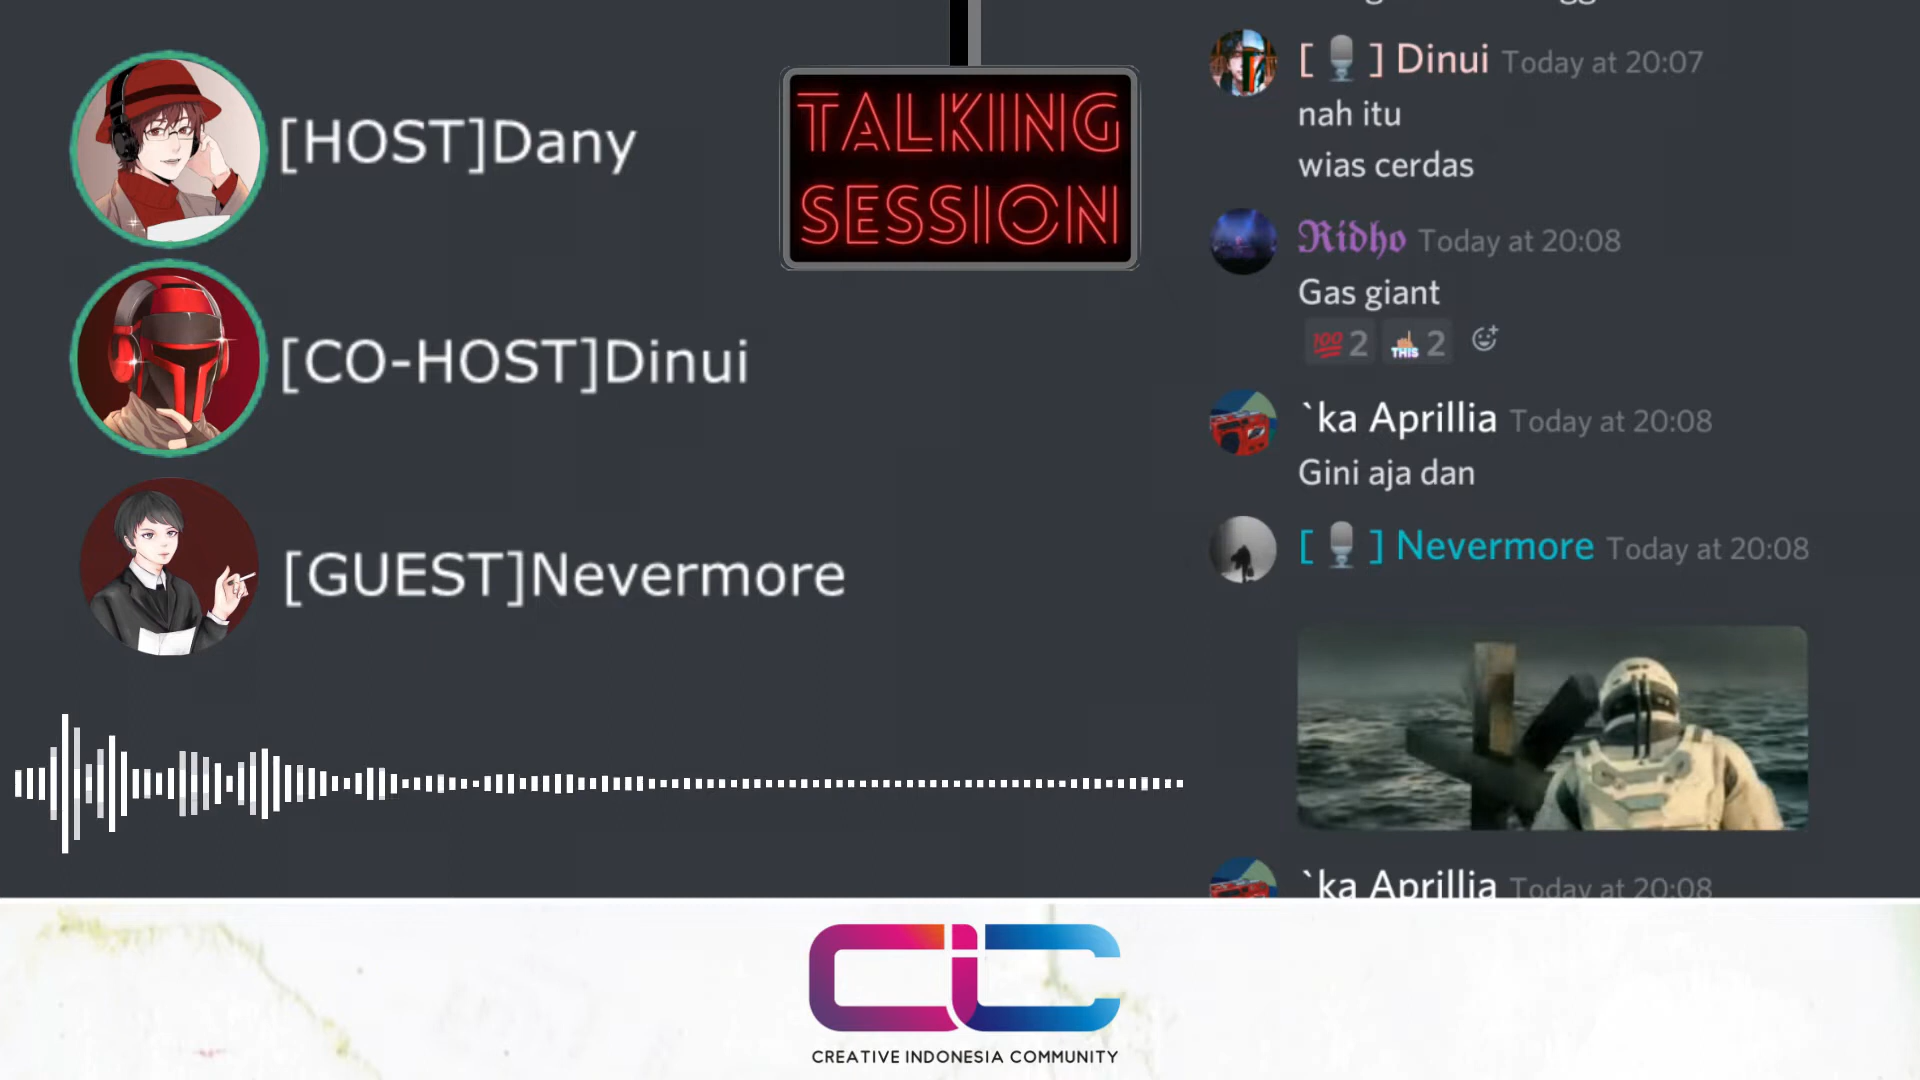 [HOST]Dany
[CO-HOST]Dinui
[GUEST]Nevermore
TALKING
SESSION
[🎙️] Dinui Today at 20:07
nah itu
wias cerdas
Ridho Today at 20:08
Gas giant
100 2 THIS 2
`ka Aprillia Today at 20:08
Gini aja dan
[🎙️] Nevermore Today at 20:08
`ka Aprillia Today at 20:08
CIC
CREATIVE INDONESIA COMMUNITY